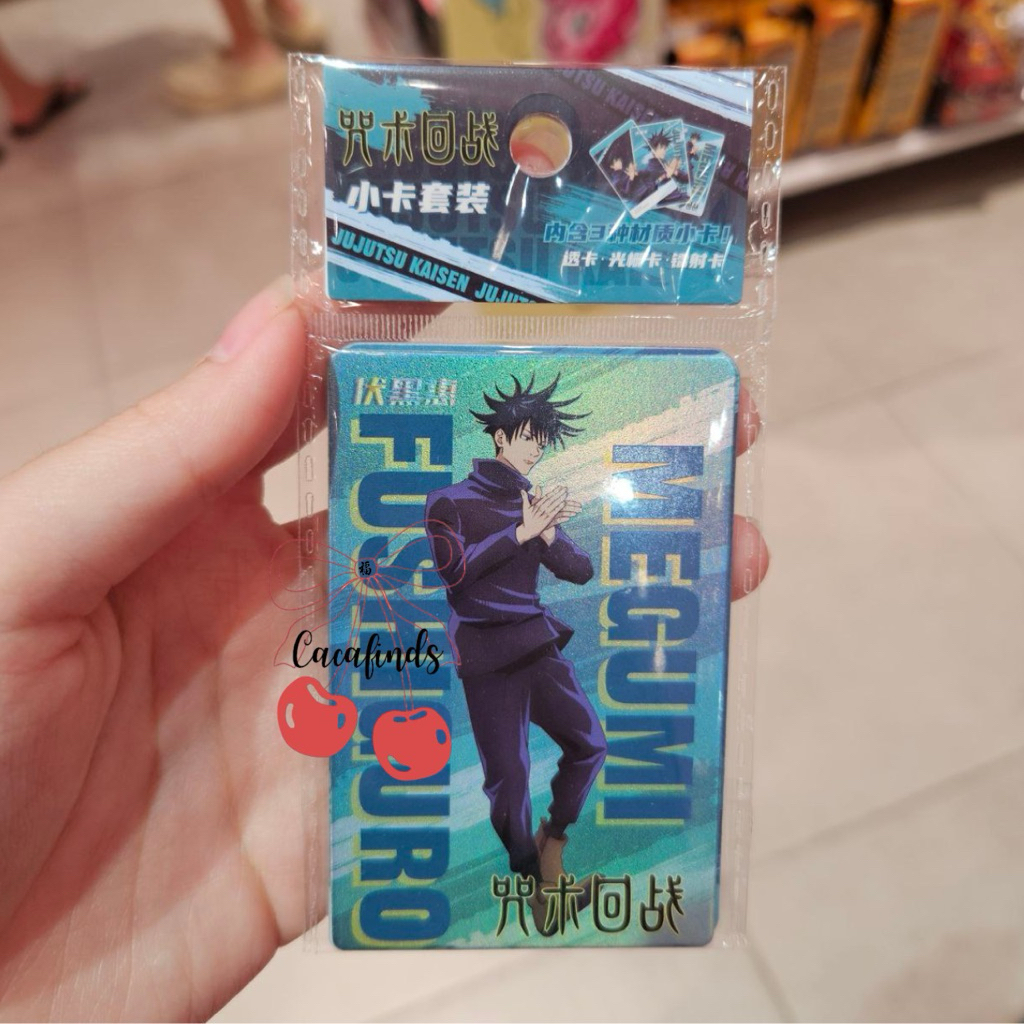 咒术回战
小卡套装
内含3种材质小卡!
透卡·光栅卡·镭射卡
JUJUTSU KAISEN JUJUTSU
伏黑惠
FUSHIGURO
MEGUMI
福
Cacafinds
咒术回战